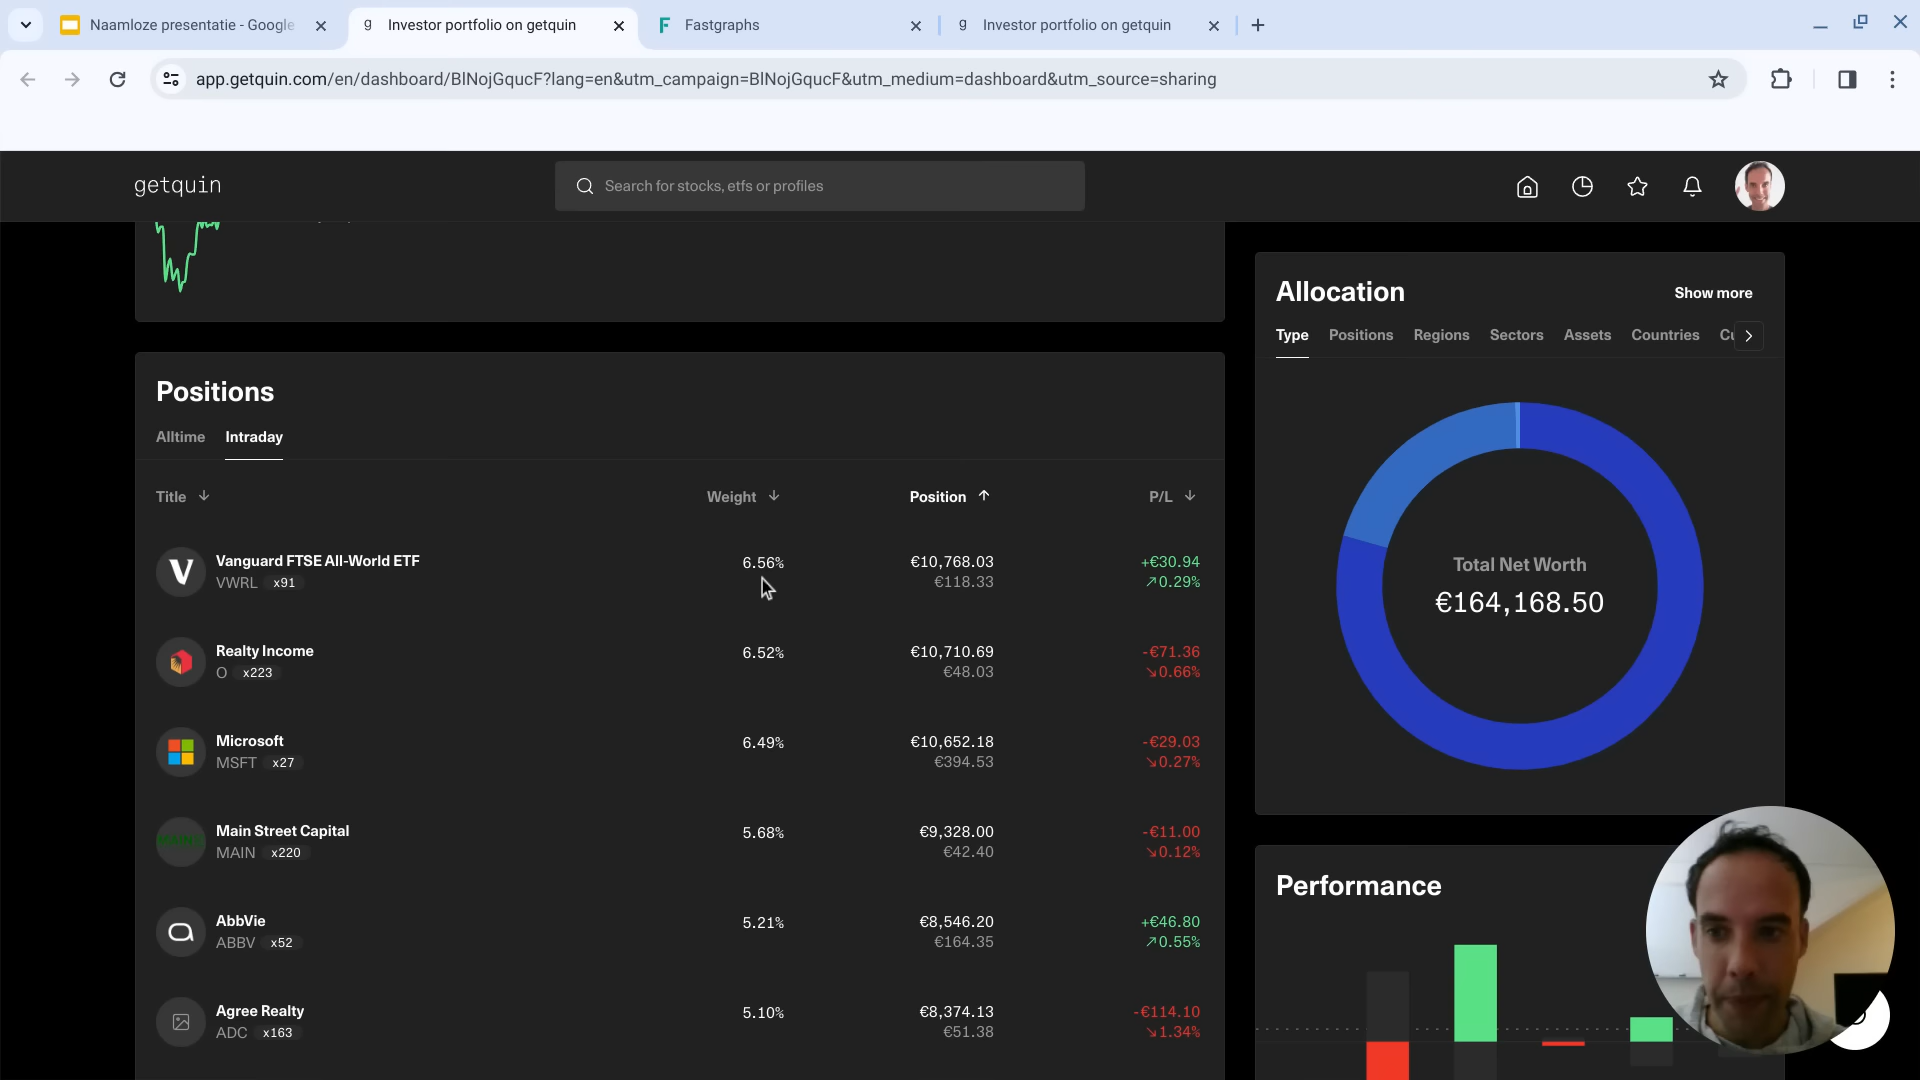 Naamloze presentatie - Google
Investor portfolio on getquin
Fastgraphs
Investor portfolio on getquin
app.getquin.com/en/dashboard/BlNojGqucF?lang=en&utm_campaign=BlNojGqucF&utm_medium=dashboard&utm_source=sharing
getquin
Search for stocks, etfs or profiles
Positions
Alltime Intraday
Title Weight Position P/L
Vanguard FTSE All-World ETF 6.56% €10,768.03 +€30.94
VWRL x91 €118.33 ↗0.29%
Realty Income 6.52% €10,710.69 -€71.36
O x223 €48.03 ↘0.66%
Microsoft 6.49% €10,652.18 -€29.03
MSFT x27 €394.53 ↘0.27%
Main Street Capital 5.68% €9,328.00 -€11.00
MAIN x220 €42.40 ↘0.12%
AbbVie 5.21% €8,546.20 +€46.80
ABBV x52 €164.35 ↗0.55%
Agree Realty 5.10% €8,374.13 -€114.10
ADC x163 €51.38 ↘1.34%
Allocation Show more
Type Positions Regions Sectors Assets Countries
Total Net Worth
€164,168.50
Performance